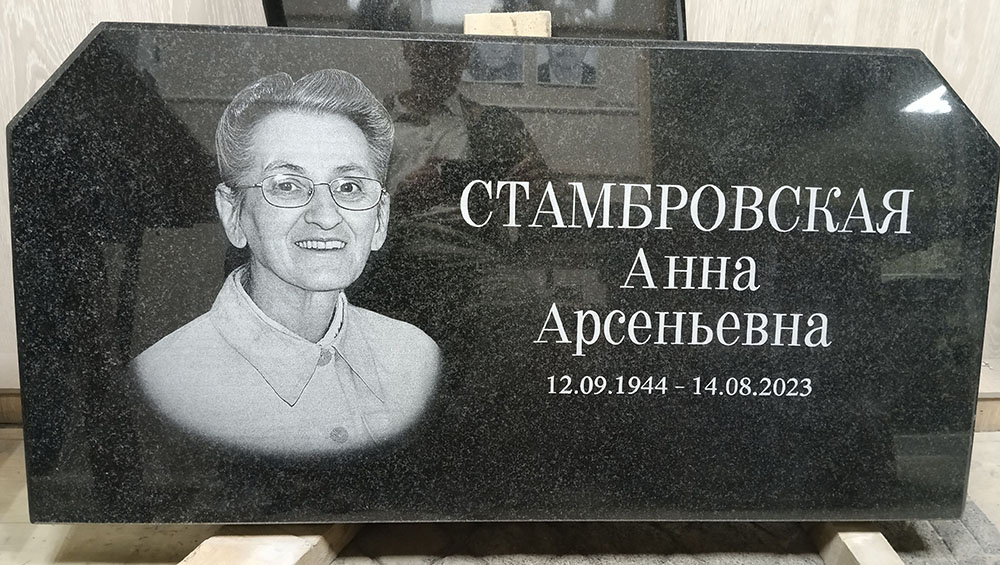 СТАМБРОВСКАЯ
Анна
Арсеньевна
12.09.1944 - 14.08.2023